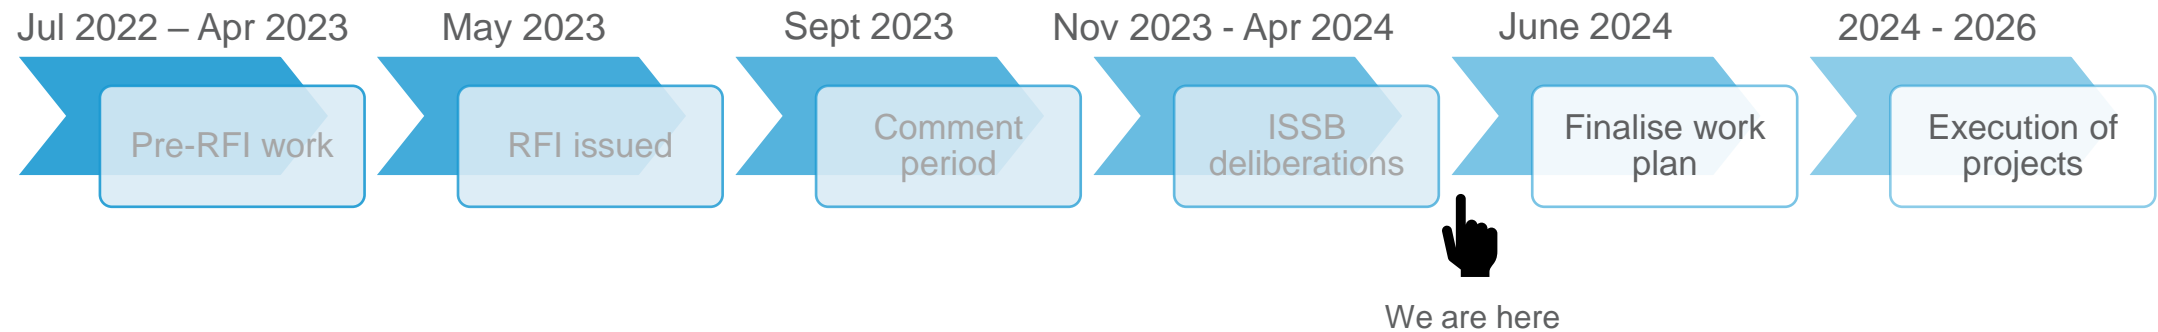 Jul 2022 – Apr 2023
May 2023
Sept 2023
Nov 2023 - Apr 2024
June 2024
2024 - 2026
Pre-RFI work
RFI issued
Comment
period
ISSB
deliberations
Finalise work
plan
Execution of
projects
We are here